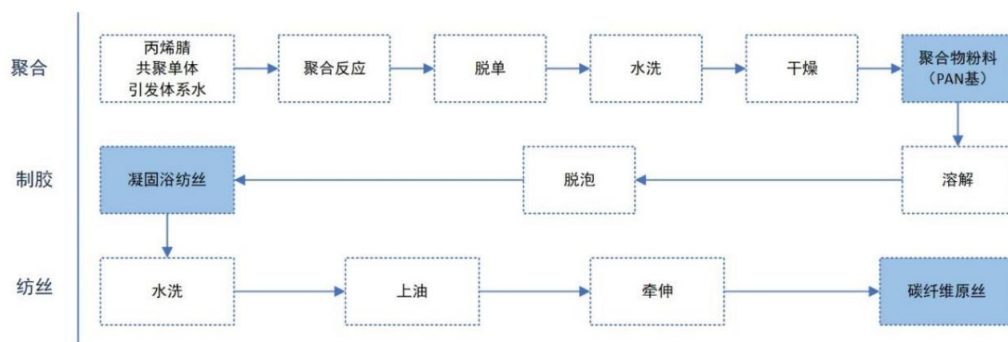 聚合
丙烯腈
共聚单体
引发体系水
聚合反应
脱单
水洗
干燥
聚合物粉料
（PAN基）
制胶
凝固浴纺丝
脱泡
溶解
纺丝
水洗
上油
牵伸
碳纤维原丝